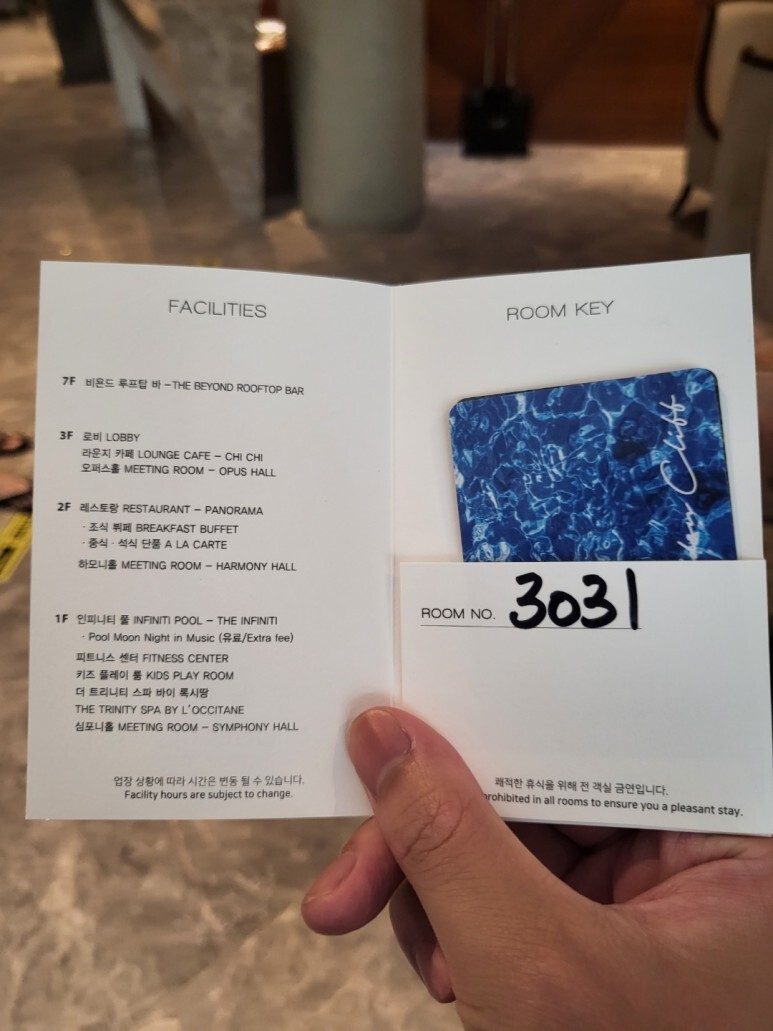 FACILITIES
7F 비욘드 루프탑 바 – THE BEYOND ROOFTOP BAR
3F 로비 LOBBY
라운지 카페 LOUNGE CAFE – CHI CHI
오퍼스홀 MEETING ROOM – OPUS HALL
2F 레스토랑 RESTAURANT – PANORAMA
· 조식 뷔페 BREAKFAST BUFFET
· 중식 · 석식 단품 A LA CARTE
하모니홀 MEETING ROOM – HARMONY HALL
1F 인피니티 풀 INFINITI POOL – THE INFINITI
· Pool Moon Night in Music (유료/Extra fee)
피트니스 센터 FITNESS CENTER
키즈 플레이 룸 KIDS PLAY ROOM
더 트리니티 스파 바이 록시땅
THE TRINITY SPA BY L'OCCITANE
심포니홀 MEETING ROOM – SYMPHONY HALL
업장 상황에 따라 시간은 변동 될 수 있습니다.
Facility hours are subject to change.
ROOM KEY
Cliff
ROOM NO. 3031
쾌적한 휴식을 위해 전 객실 금연입니다.
prohibited in all rooms to ensure you a pleasant stay.